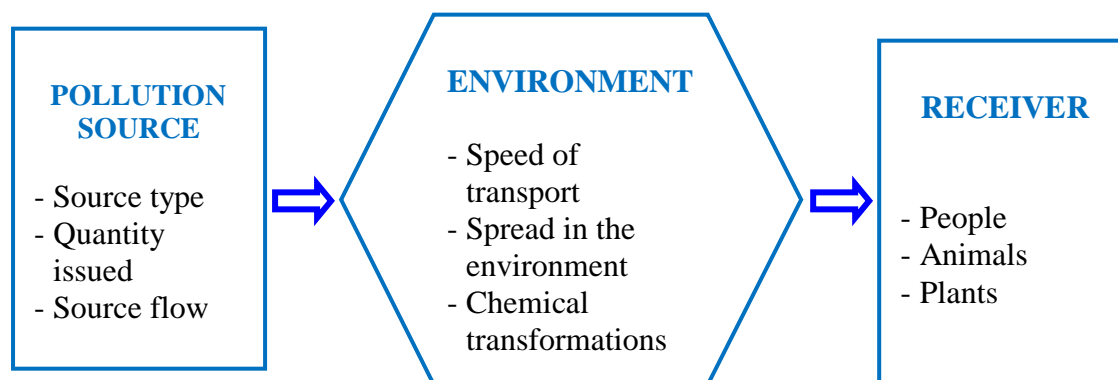 POLLUTION
SOURCE
- Source type
- Quantity
issued
- Source flow
ENVIRONMENT
- Speed of
transport
- Spread in the
environment
- Chemical
transformations
RECEIVER
- People
- Animals
- Plants